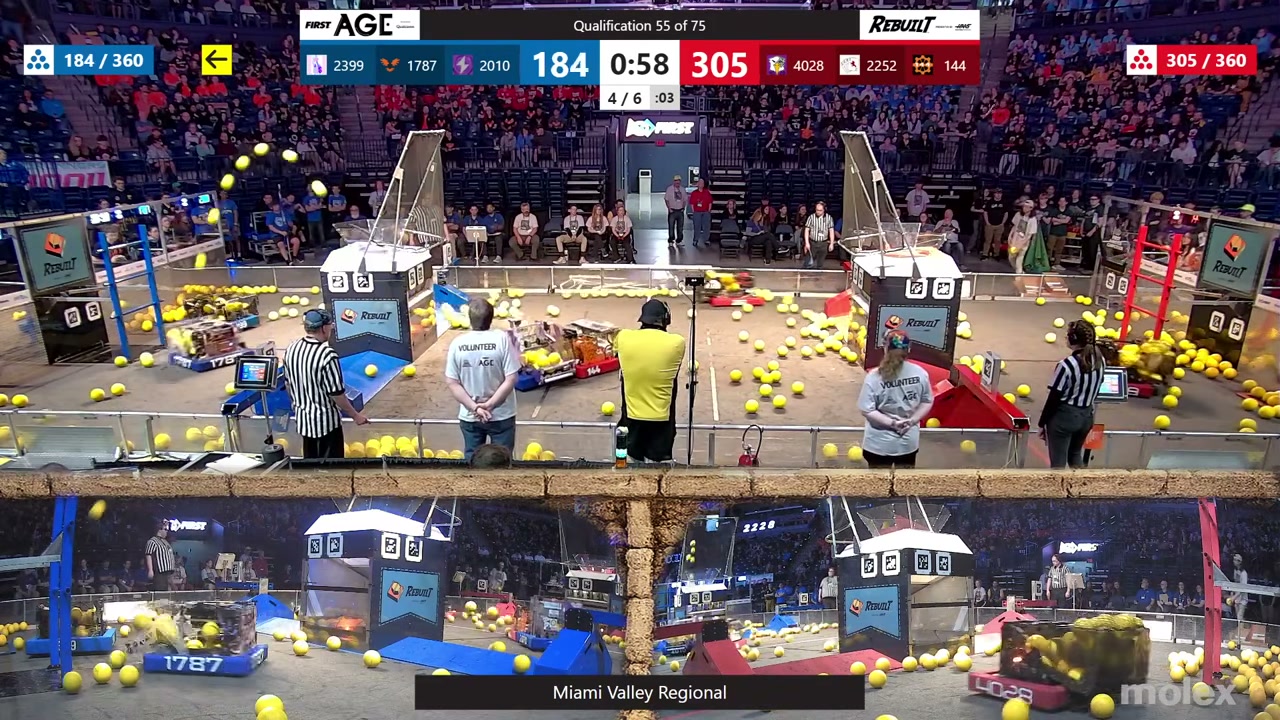 FIRST AGE
Qualification 55 of 75
REBUILT
184 / 360
2399 1787 2010 184 0:58 305 4028 2252 144
305 / 360
4 / 6 :03
FIRST
REBUILT
REBUILT
REBUILT
REBUILT
VOLUNTEER
AGE
VOLUNTEER
AGE
178
144
FIRST
2228
REBUILT
REBUILT
1787
4028
Miami Valley Regional
molex